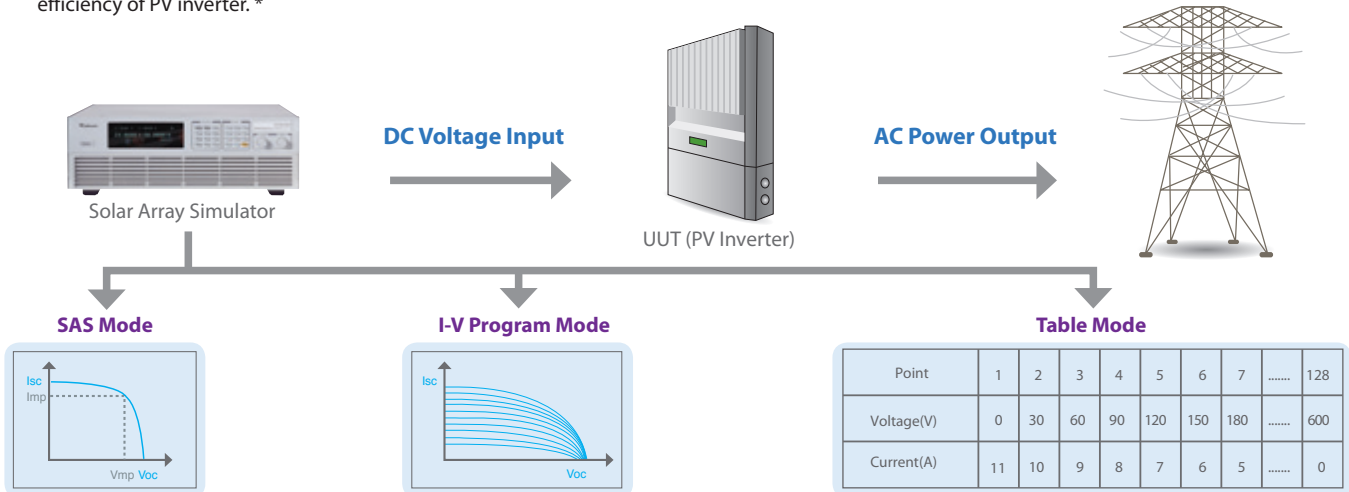 efficiency of PV inverter. *
DC Voltage Input
AC Power Output
Solar Array Simulator
UUT (PV Inverter)
SAS Mode
I-V Program Mode
Table Mode
Isc
Imp
Vmp Voc
Isc
Voc
Point 1 2 3 4 5 6 7 ....... 128
Voltage(V) 0 30 60 90 120 150 180 ....... 600
Current(A) 11 10 9 8 7 6 5 ....... 0